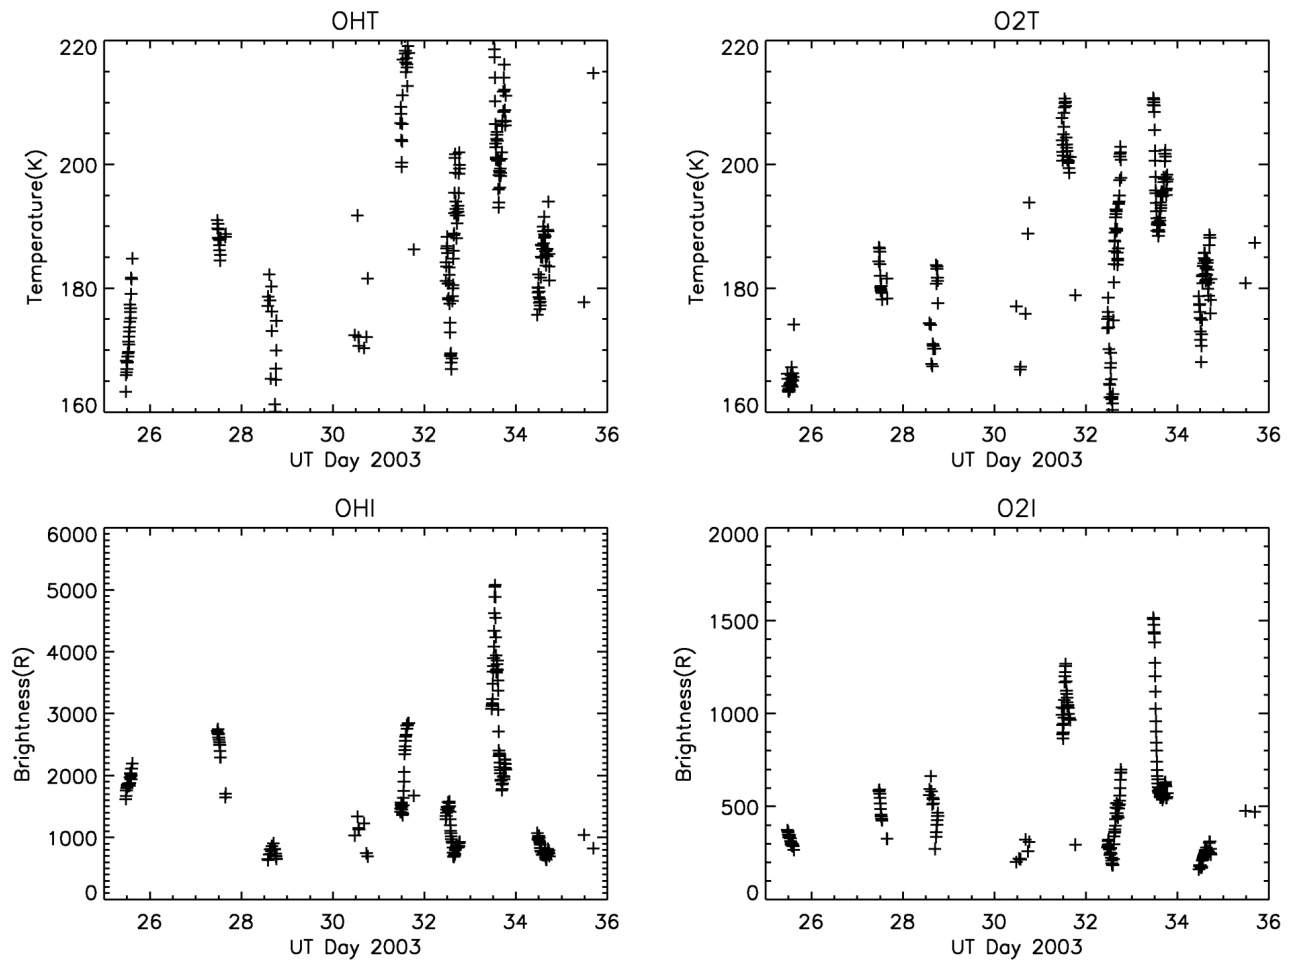 OHT
220
200
180
160
Temperature(K)
26 28 30 32 34 36
UT Day 2003
O2T
220
200
180
160
Temperature(K)
26 28 30 32 34 36
UT Day 2003
OHI
6000
5000
4000
3000
2000
1000
0
Brightness(R)
26 28 30 32 34 36
UT Day 2003
O2I
2000
1500
1000
500
0
Brightness(R)
26 28 30 32 34 36
UT Day 2003